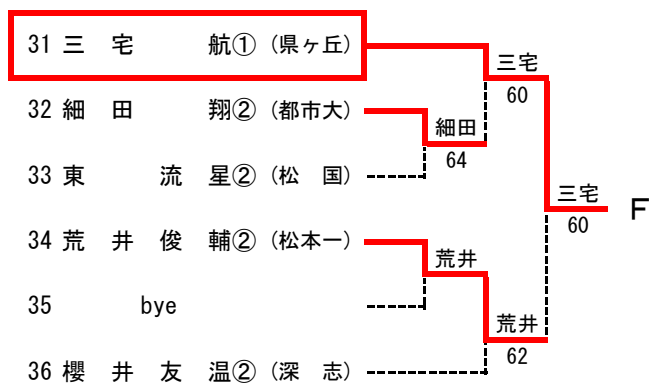 31 三 宅 航① (県ヶ丘)
三宅
60
32 細 田 翔② (都市大)
細田
64
33 東 流 星② (松 国)
三宅
60
F
34 荒 井 俊 輔② (松本一)
荒井
35 bye
荒井
62
36 櫻 井 友 温② (深 志)